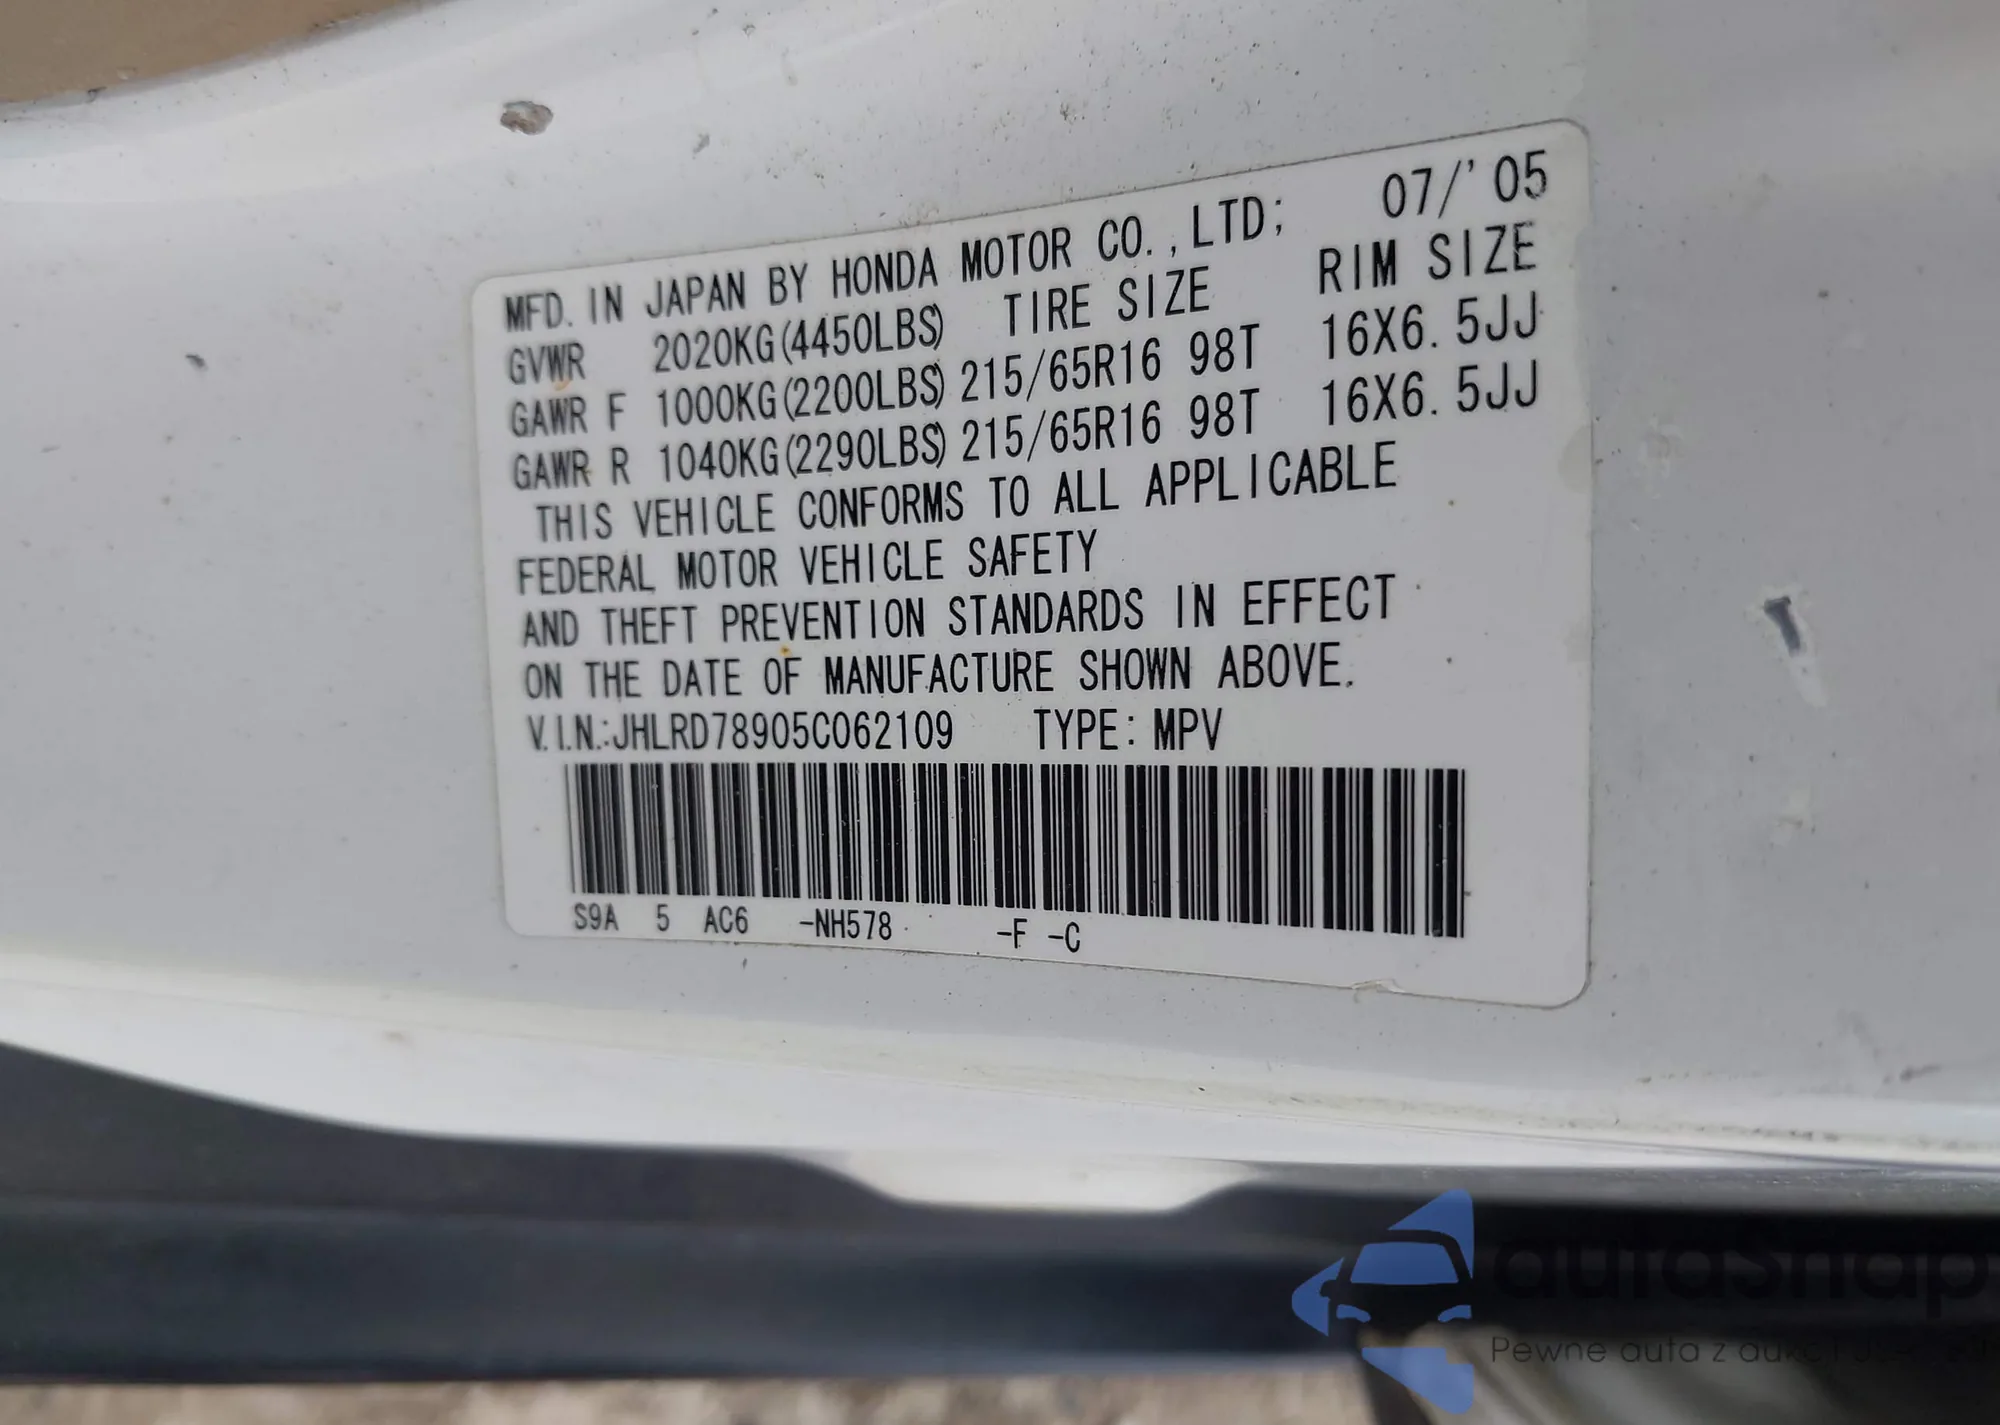 MFD. IN JAPAN BY HONDA MOTOR CO.,LTD; 07/'05
GVWR 2020KG(4450LBS) TIRE SIZE RIM SIZE
GAWR F 1000KG(2200LBS) 215/65R16 98T 16X6.5JJ
GAWR R 1040KG(2290LBS) 215/65R16 98T 16X6.5JJ
THIS VEHICLE CONFORMS TO ALL APPLICABLE
FEDERAL MOTOR VEHICLE SAFETY
AND THEFT PREVENTION STANDARDS IN EFFECT
ON THE DATE OF MANUFACTURE SHOWN ABOVE.
V.I.N.:JHLRD78905C062109 TYPE: MPV
S9A 5 AC6 -NH578 -F -C
autaSnap
Pewne auta z